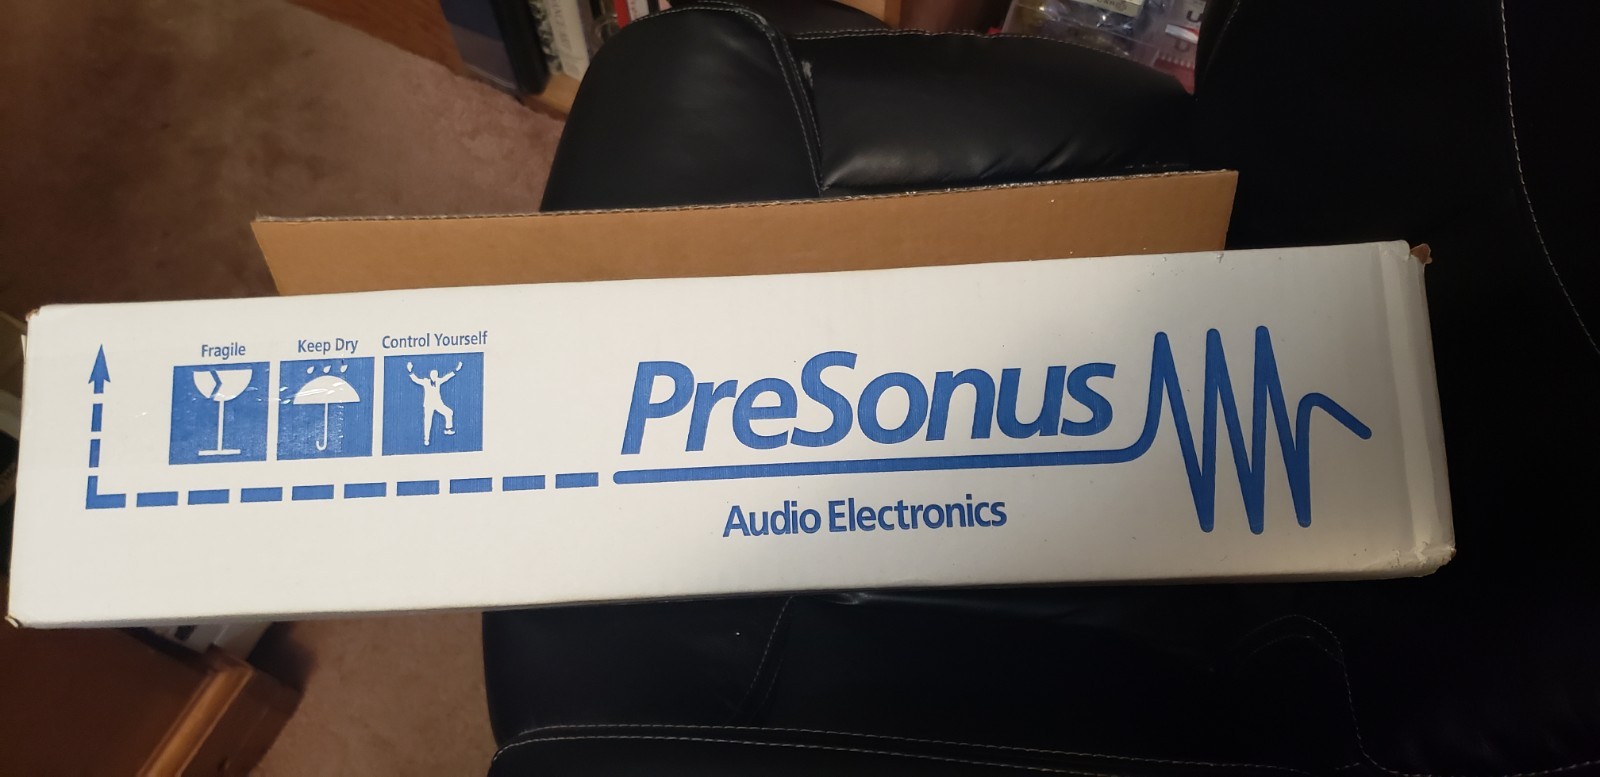 Fragile
Keep Dry
Control Yourself
PreSonus
Audio Electronics